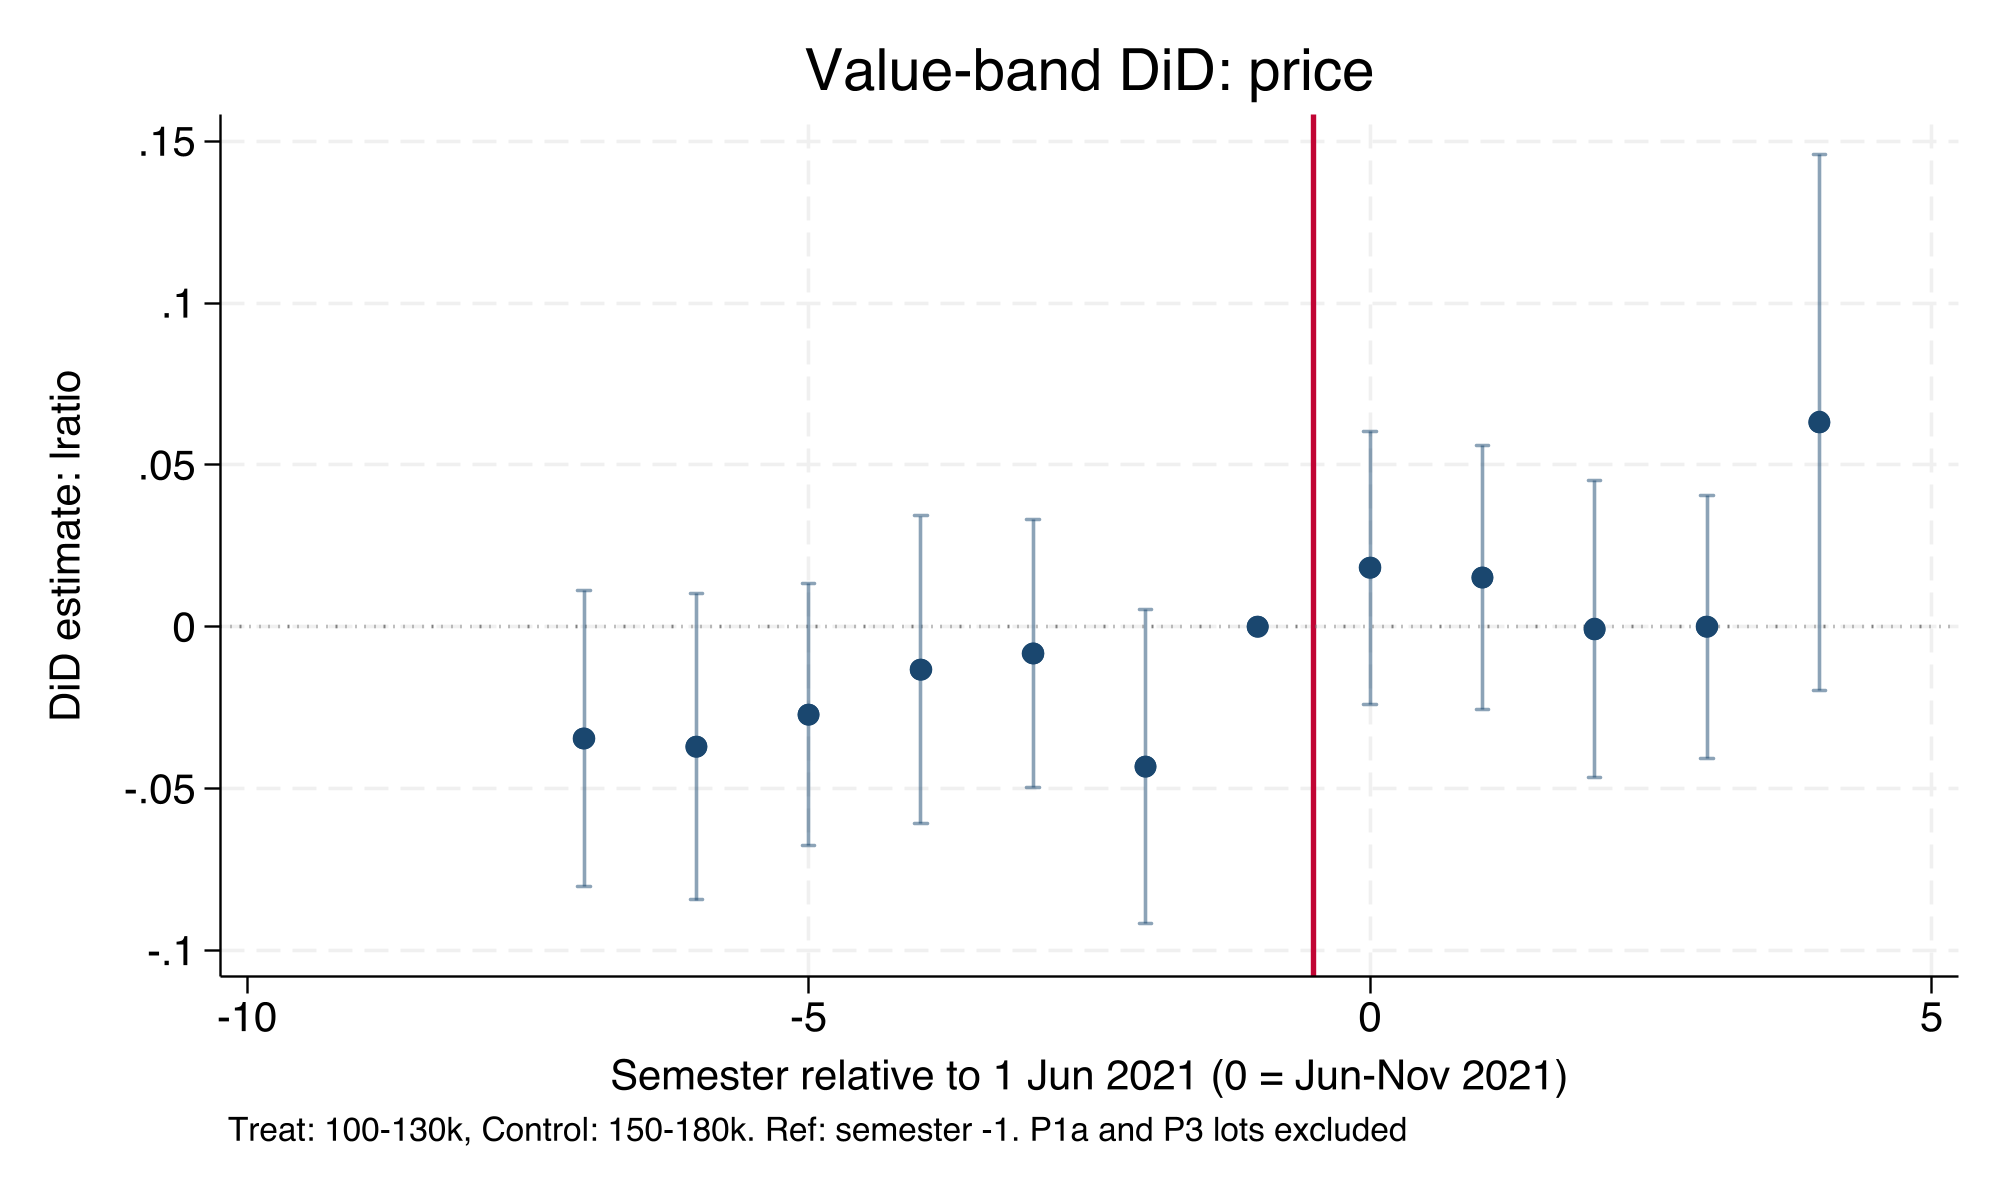 Value-band DiD: price
DiD estimate: lratio
.15
.1
.05
0
-.05
-.1
-10
-5
0
5
Semester relative to 1 Jun 2021 (0 = Jun-Nov 2021)
Treat: 100-130k, Control: 150-180k. Ref: semester -1. P1a and P3 lots excluded